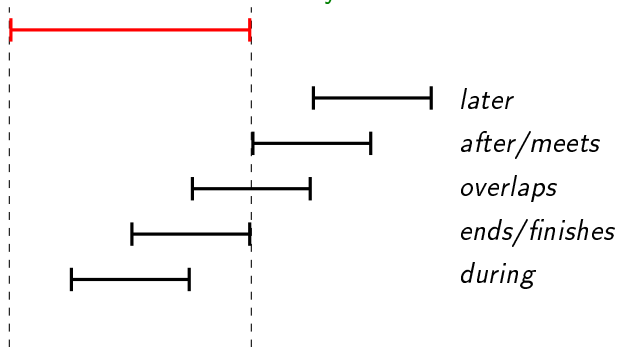 later
after/meets
overlaps
ends/finishes
during